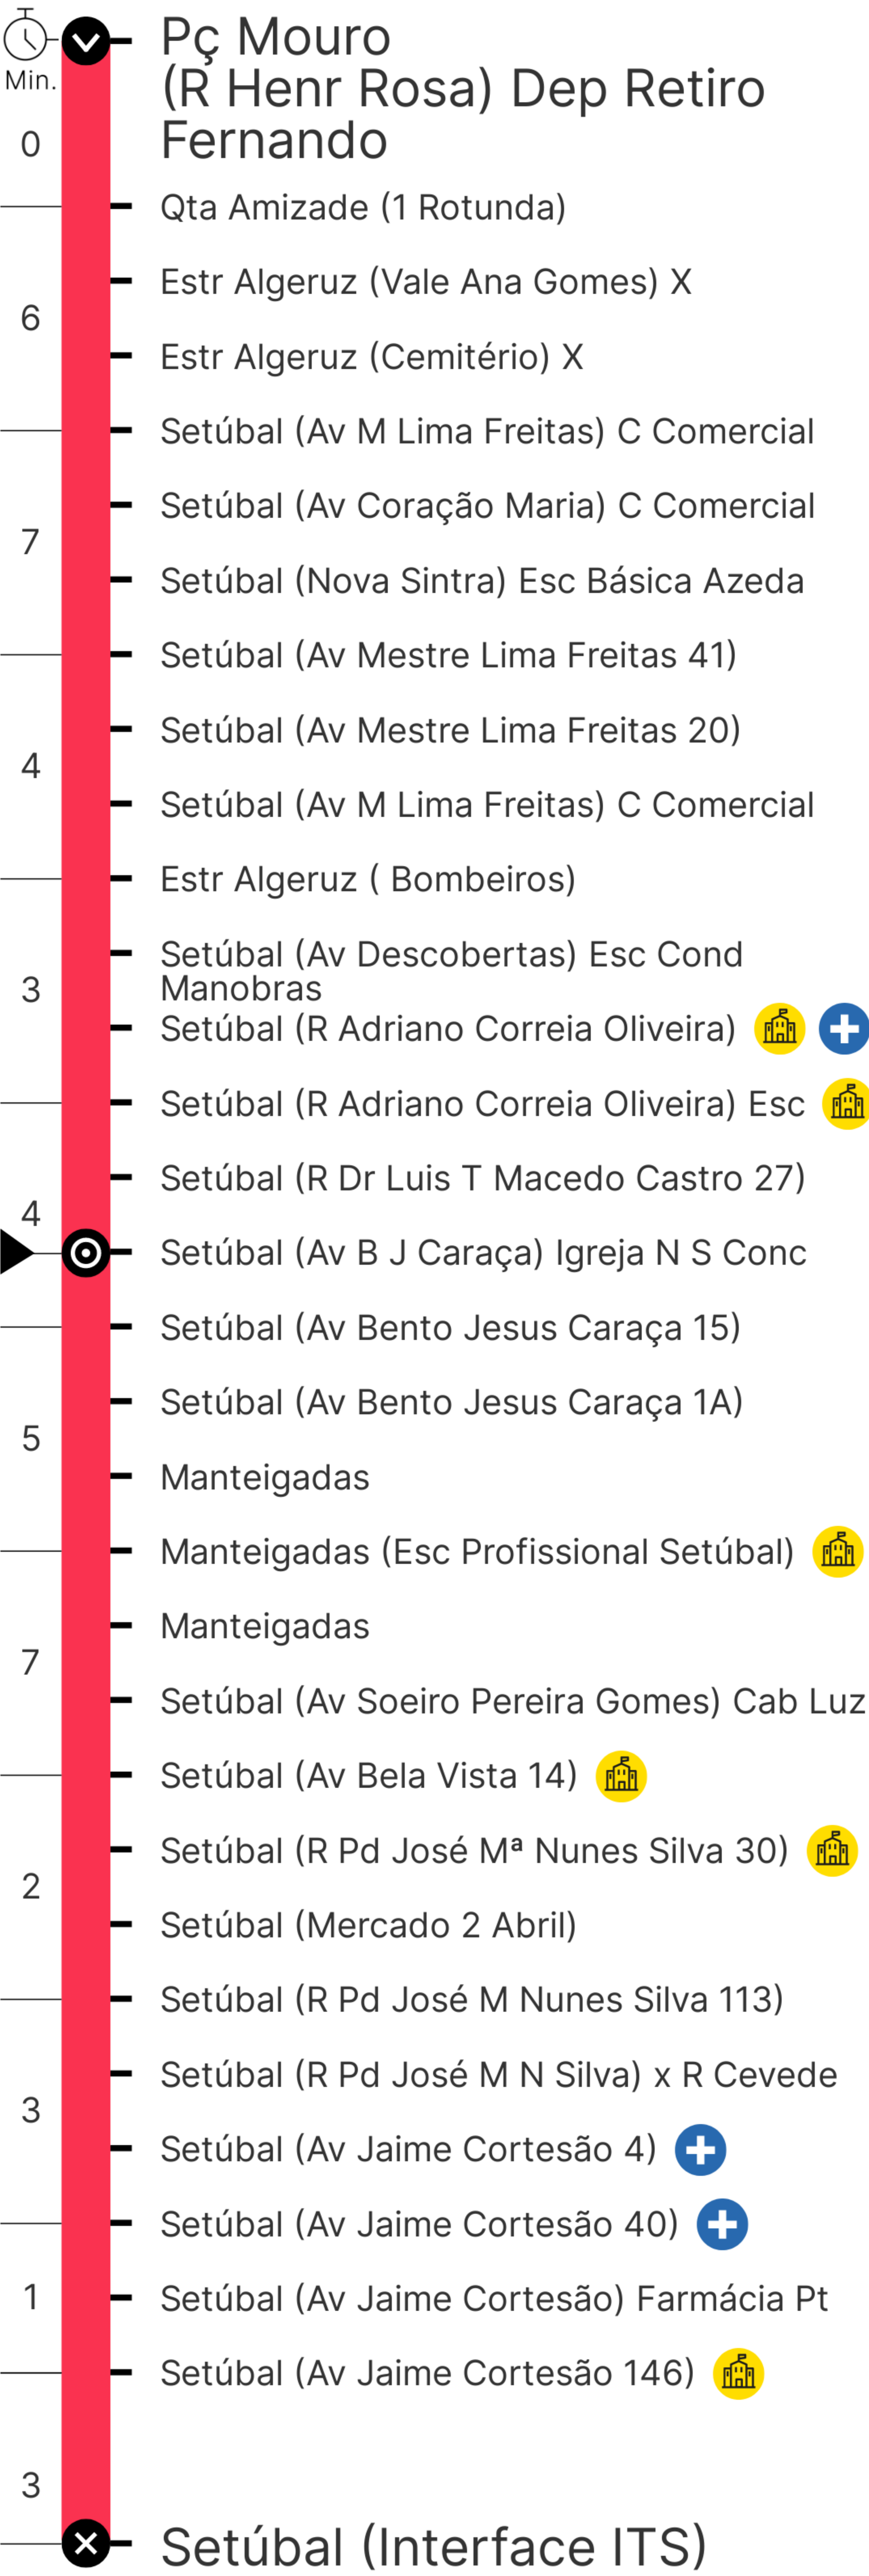 Pç Mouro
Min.
(R Henr Rosa) Dep Retiro
0
Fernando
Qta Amizade (1 Rotunda)
Estr Algeruz (Vale Ana Gomes) X
6
Estr Algeruz (Cemitério) X
Setúbal (Av M Lima Freitas) C Comercial
Setúbal (Av Coração Maria) C Comercial
7
Setúbal (Nova Sintra) Esc Básica Azeda
Setúbal (Av Mestre Lima Freitas 41)
Setúbal (Av Mestre Lima Freitas 20)
4
Setúbal (Av M Lima Freitas) C Comercial
Estr Algeruz ( Bombeiros)
Setúbal (Av Descobertas) Esc Cond
Manobras
3
Setúbal (R Adriano Correia Oliveira)
Setúbal (R Adriano Correia Oliveira) Esc
Setúbal (R Dr Luis T Macedo Castro 27)
4
Setúbal (Av B J Caraça) Igreja N S Conc
Setúbal (Av Bento Jesus Caraça 15)
Setúbal (Av Bento Jesus Caraça 1A)
5
Manteigadas
Manteigadas (Esc Profissional Setúbal)
Manteigadas
7
Setúbal (Av Soeiro Pereira Gomes) Cab Luz
Setúbal (Av Bela Vista 14)
Setúbal (R Pd José Mª Nunes Silva 30)
2
Setúbal (Mercado 2 Abril)
Setúbal (R Pd José M Nunes Silva 113)
Setúbal (R Pd José M N Silva) x R Cevede
3
Setúbal (Av Jaime Cortesão 4)
Setúbal (Av Jaime Cortesão 40)
1
Setúbal (Av Jaime Cortesão) Farmácia Pt
Setúbal (Av Jaime Cortesão 146)
3
Setúbal (Interface ITS)